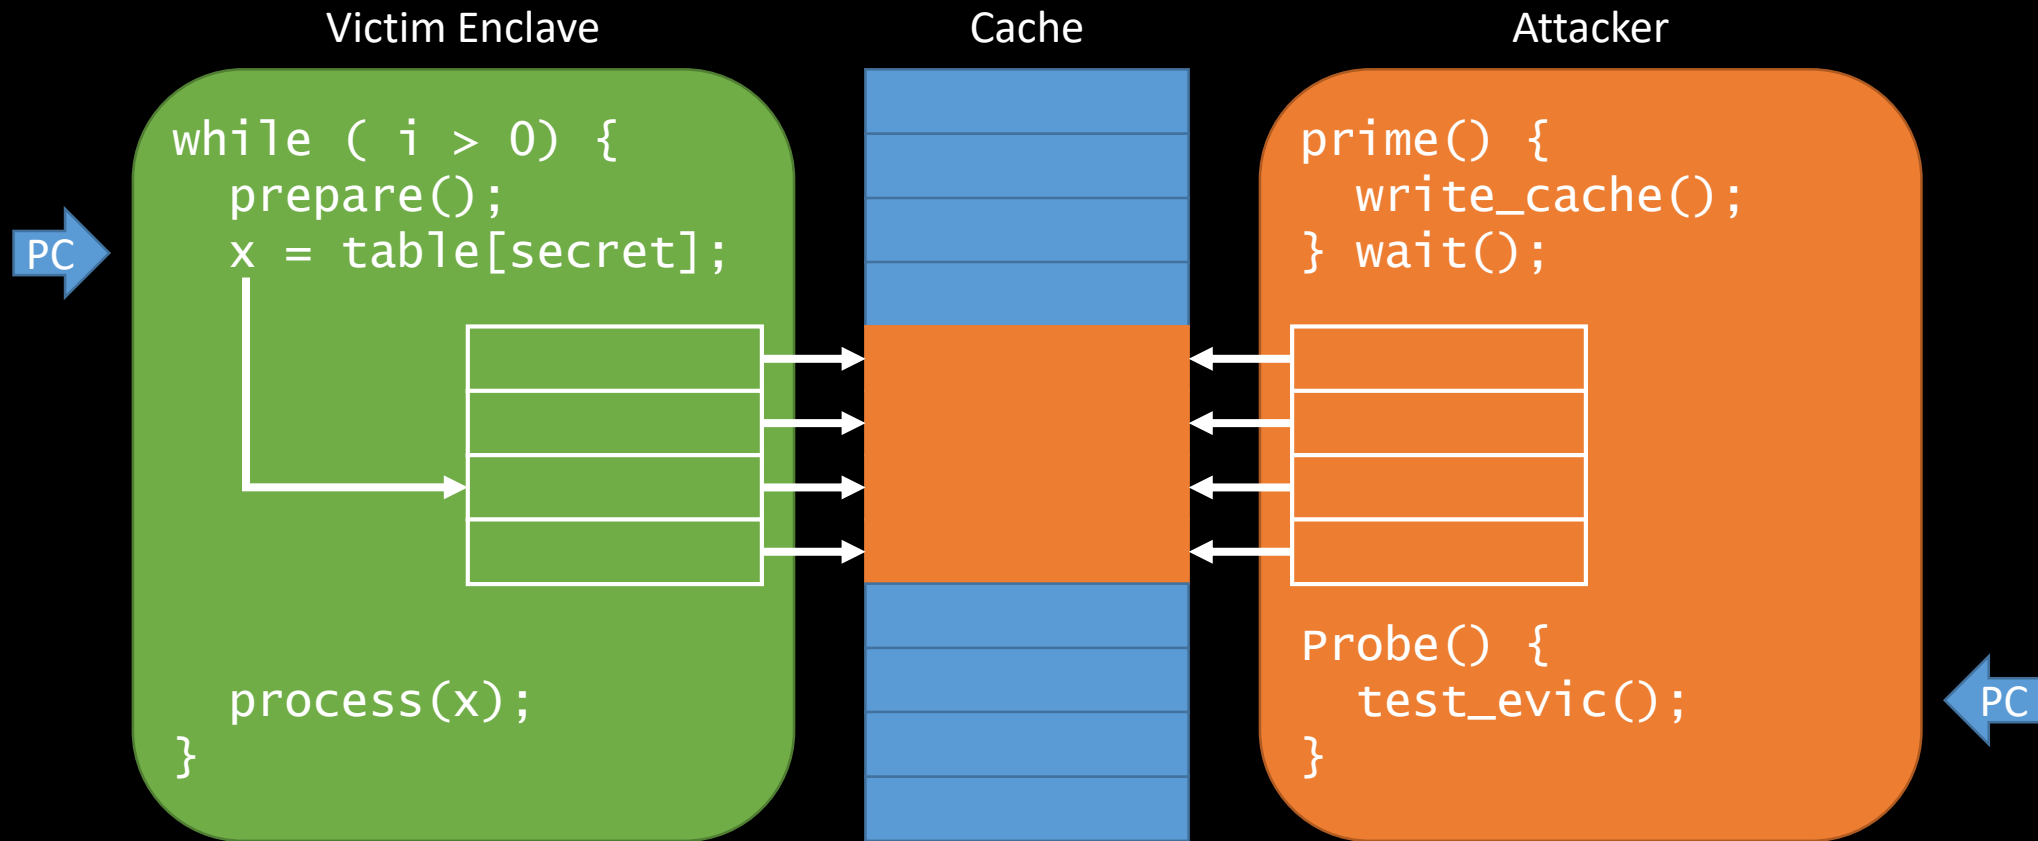 Victim Enclave
Cache
Attacker
while ( i > 0) {
prepare();
x = table[secret];
process(x);
}
PC
prime() {
write_cache();
} wait();
Probe() {
test_evic();
}
PC